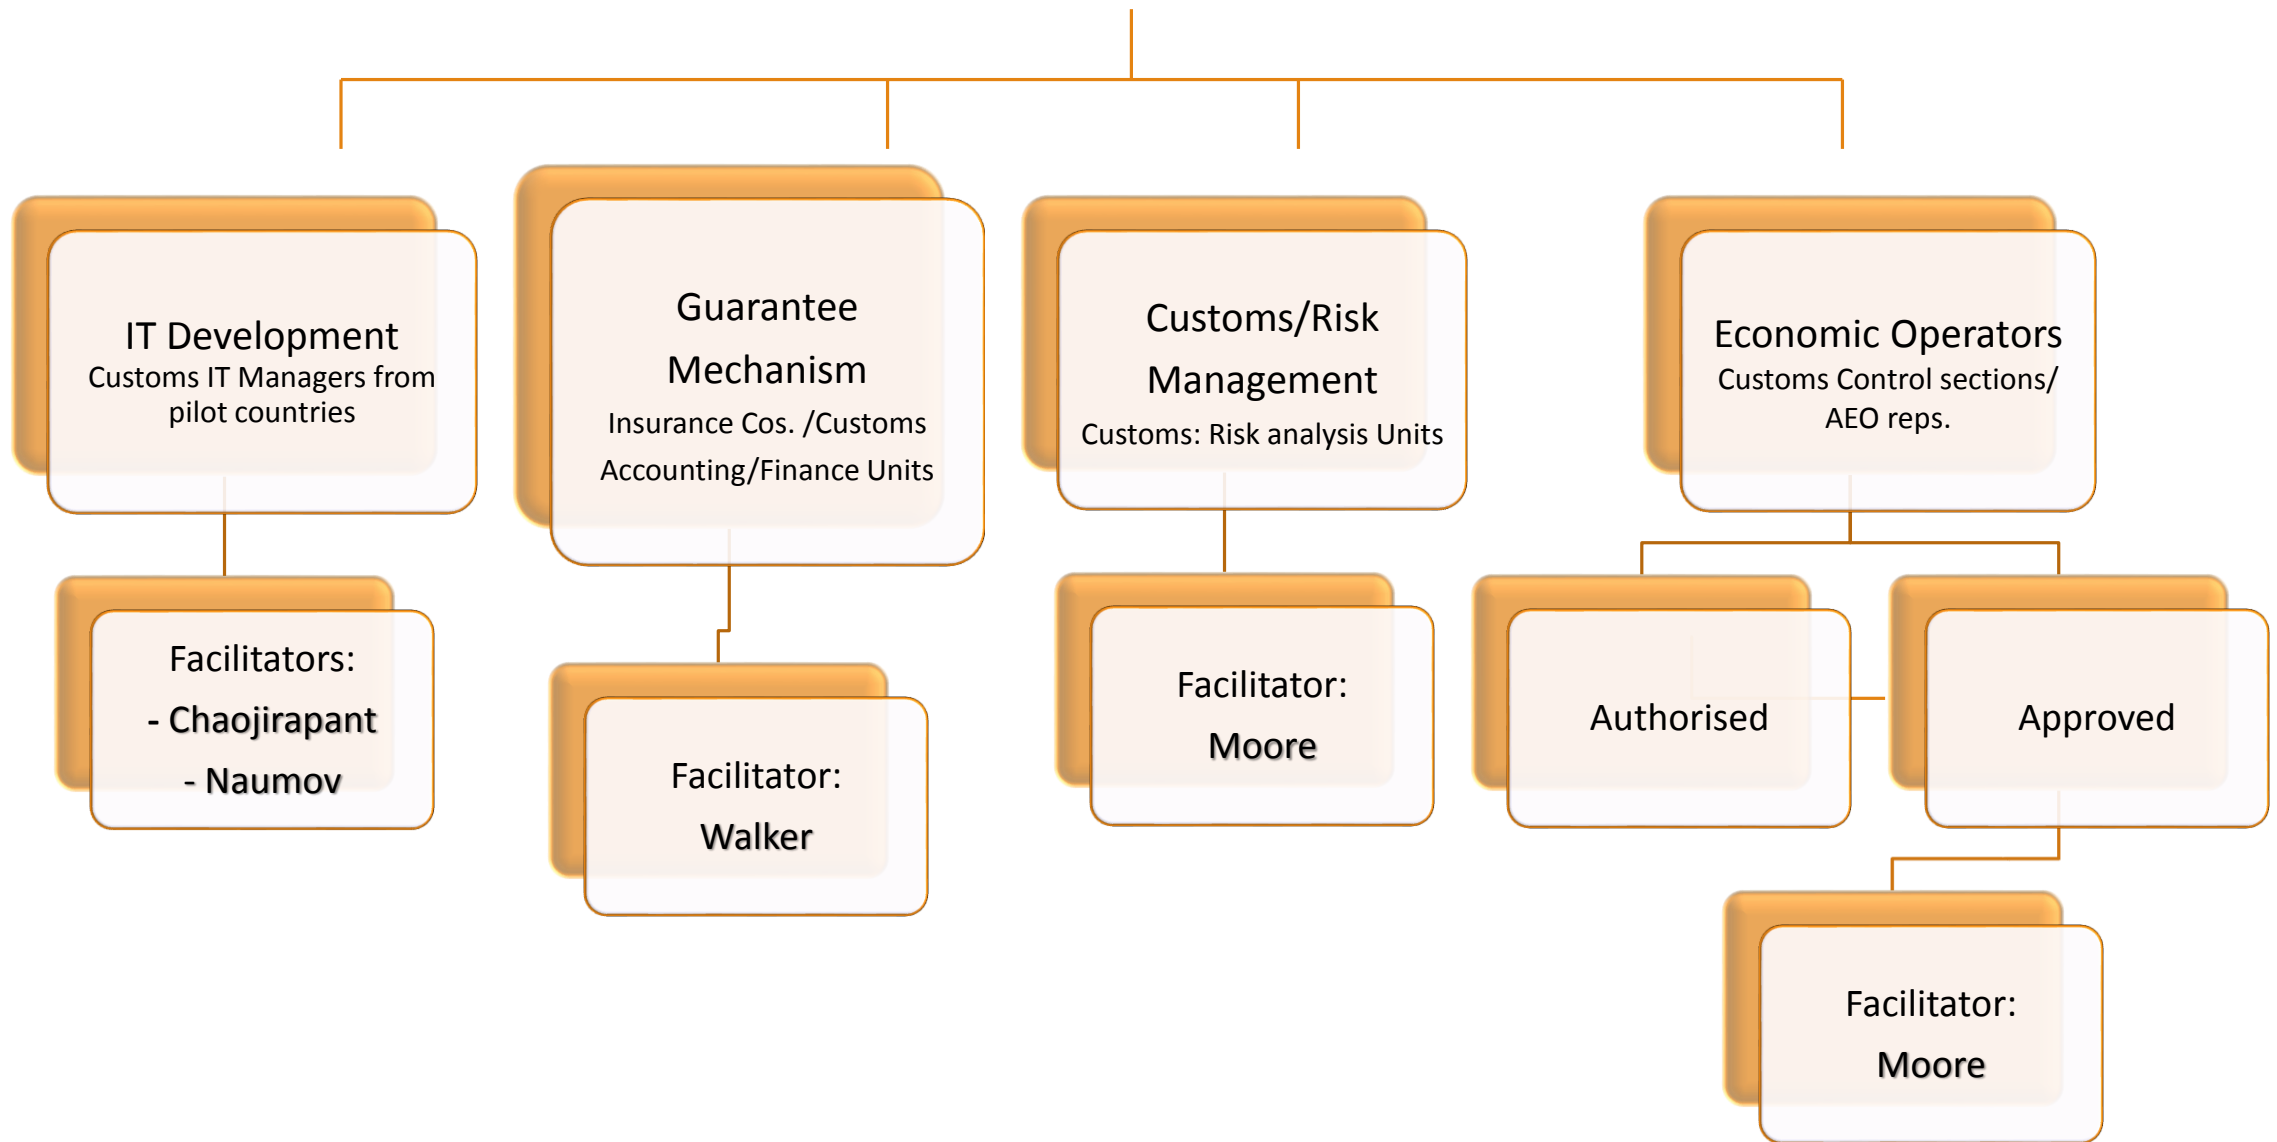 IT Development
Customs IT Managers from
pilot countries
Guarantee
Mechanism
Insurance Cos. /Customs
Accounting/Finance Units
Customs/Risk
Management
Customs: Risk analysis Units
Economic Operators
Customs Control sections/
AEO reps.
Facilitators:
- Chaojirapant
- Naumov
Facilitator:
Walker
Facilitator:
Moore
Authorised
Approved
Facilitator:
Moore